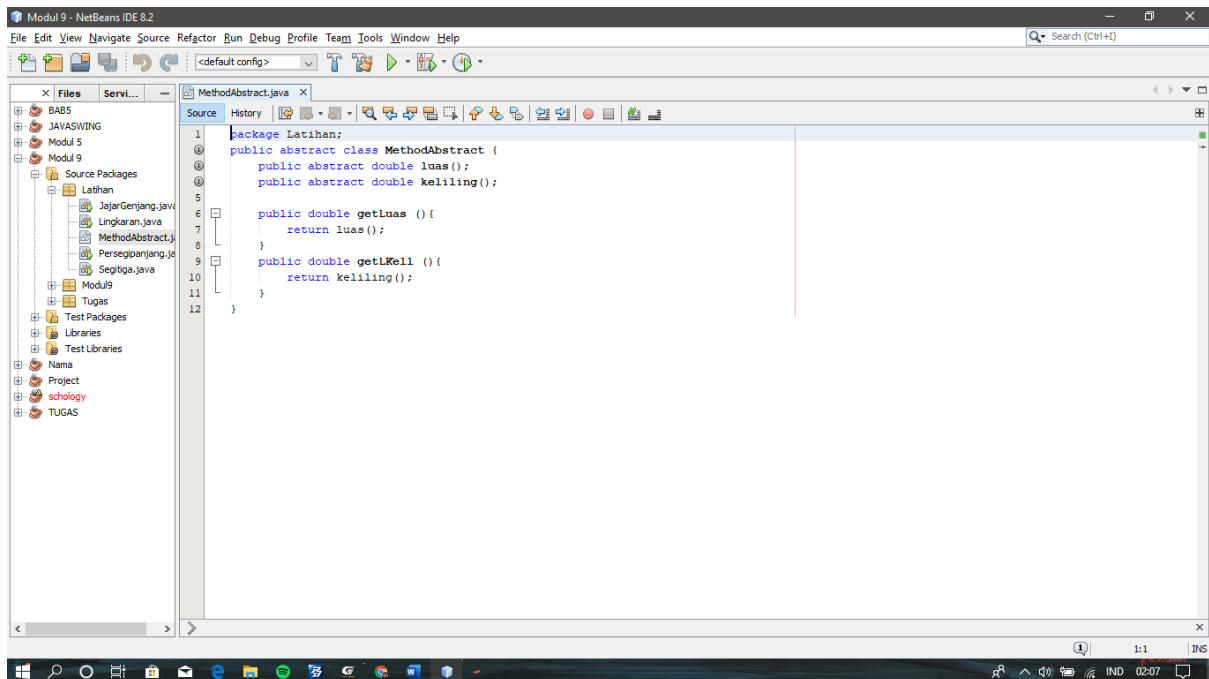 Modul 9 - NetBeans IDE 8.2
File Edit View Navigate Source Refactor Run Debug Profile Team Tools Window Help
Search (Ctrl+I)
<default config>
Files Servi...
MethodAbstract.java
Source History
BAB5
JAVASWING
Modul 5
Modul 9
Source Packages
Latihan
JajarGenjang.java
Lingkaran.java
MethodAbstract.j
Persegipanjang.ja
Segitiga.java
Modul9
Tugas
Test Packages
Libraries
Test Libraries
Nama
Project
schology
TUGAS
1 package Latihan;
public abstract class MethodAbstract {
public abstract double luas();
public abstract double keliling();
5
6 public double getLuas (){
7 return luas();
8 }
9 public double getLKell (){
10 return keliling();
11 }
12 }
1
1:1
INS
IND 02:07